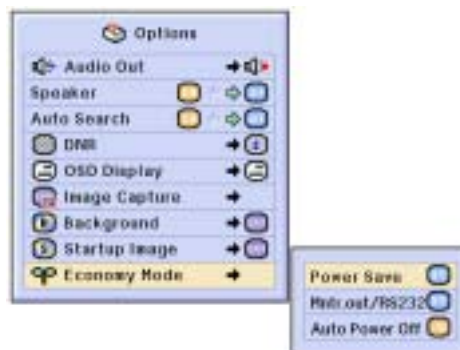 Options
Audio Out
Speaker
Auto Search
DNR
OSD Display
Image Capture
Background
Startup Image
Economy Mode
Power Save
Mntr.out/RS232
Auto Power Off